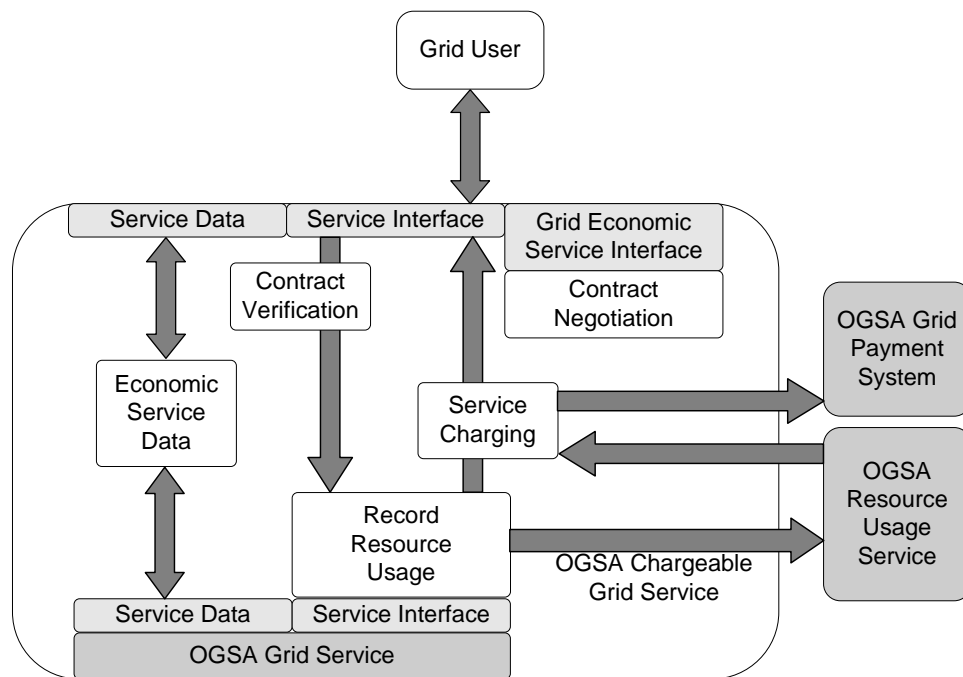 Grid User
Service Data
Service Interface
Grid Economic
Service Interface
Contract
Verification
Contract
Negotiation
OGSA Grid
Payment
System
Economic
Service
Data
Service
Charging
OGSA
Resource
Usage
Service
Record
Resource
Usage
OGSA Chargeable
Grid Service
Service Data
Service Interface
OGSA Grid Service